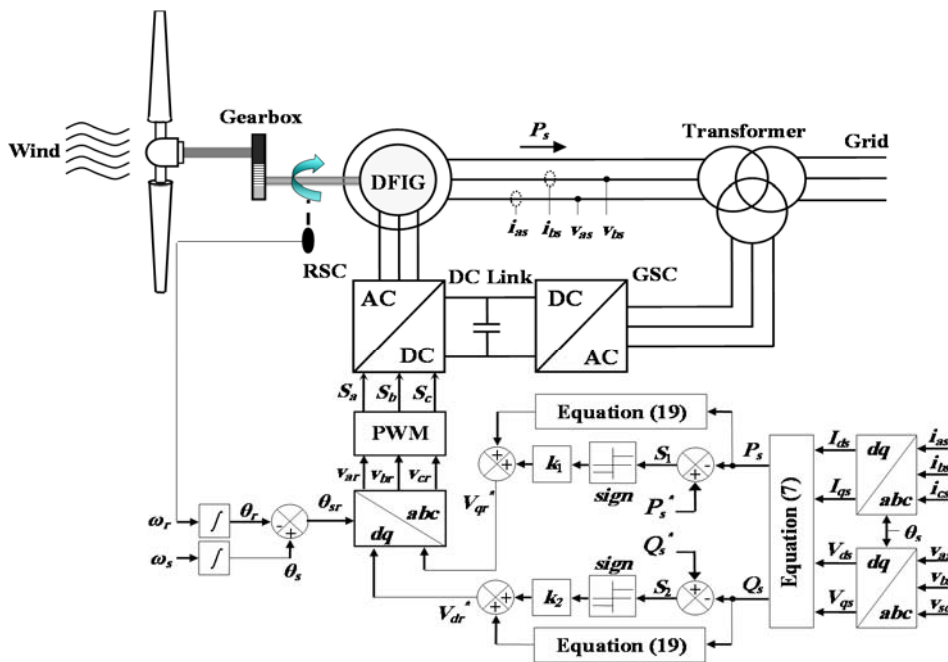 Wind
Gearbox
DFIG
P_s
Transformer
Grid
i_as
i_bs
v_as
v_bs
RSC
AC
DC
DC Link
DC
AC
GSC
S_a
S_b
S_c
PWM
v_ar
v_br
v_cr
abc
dq
ω_r
∫
θ_r
-
+
θ_sr
ω_s
∫
θ_s
Equation (19)
+
+
V_qr*
k_1
sign
S_1
-
+
P_s
P_s*
Q_s*
sign
V_dr*
+
+
k_2
S_2
+
-
Q_s
Equation (19)
Equation (7)
I_ds
I_qs
dq
abc
i_as
i_bs
i_cs
θ_s
V_ds
V_qs
dq
abc